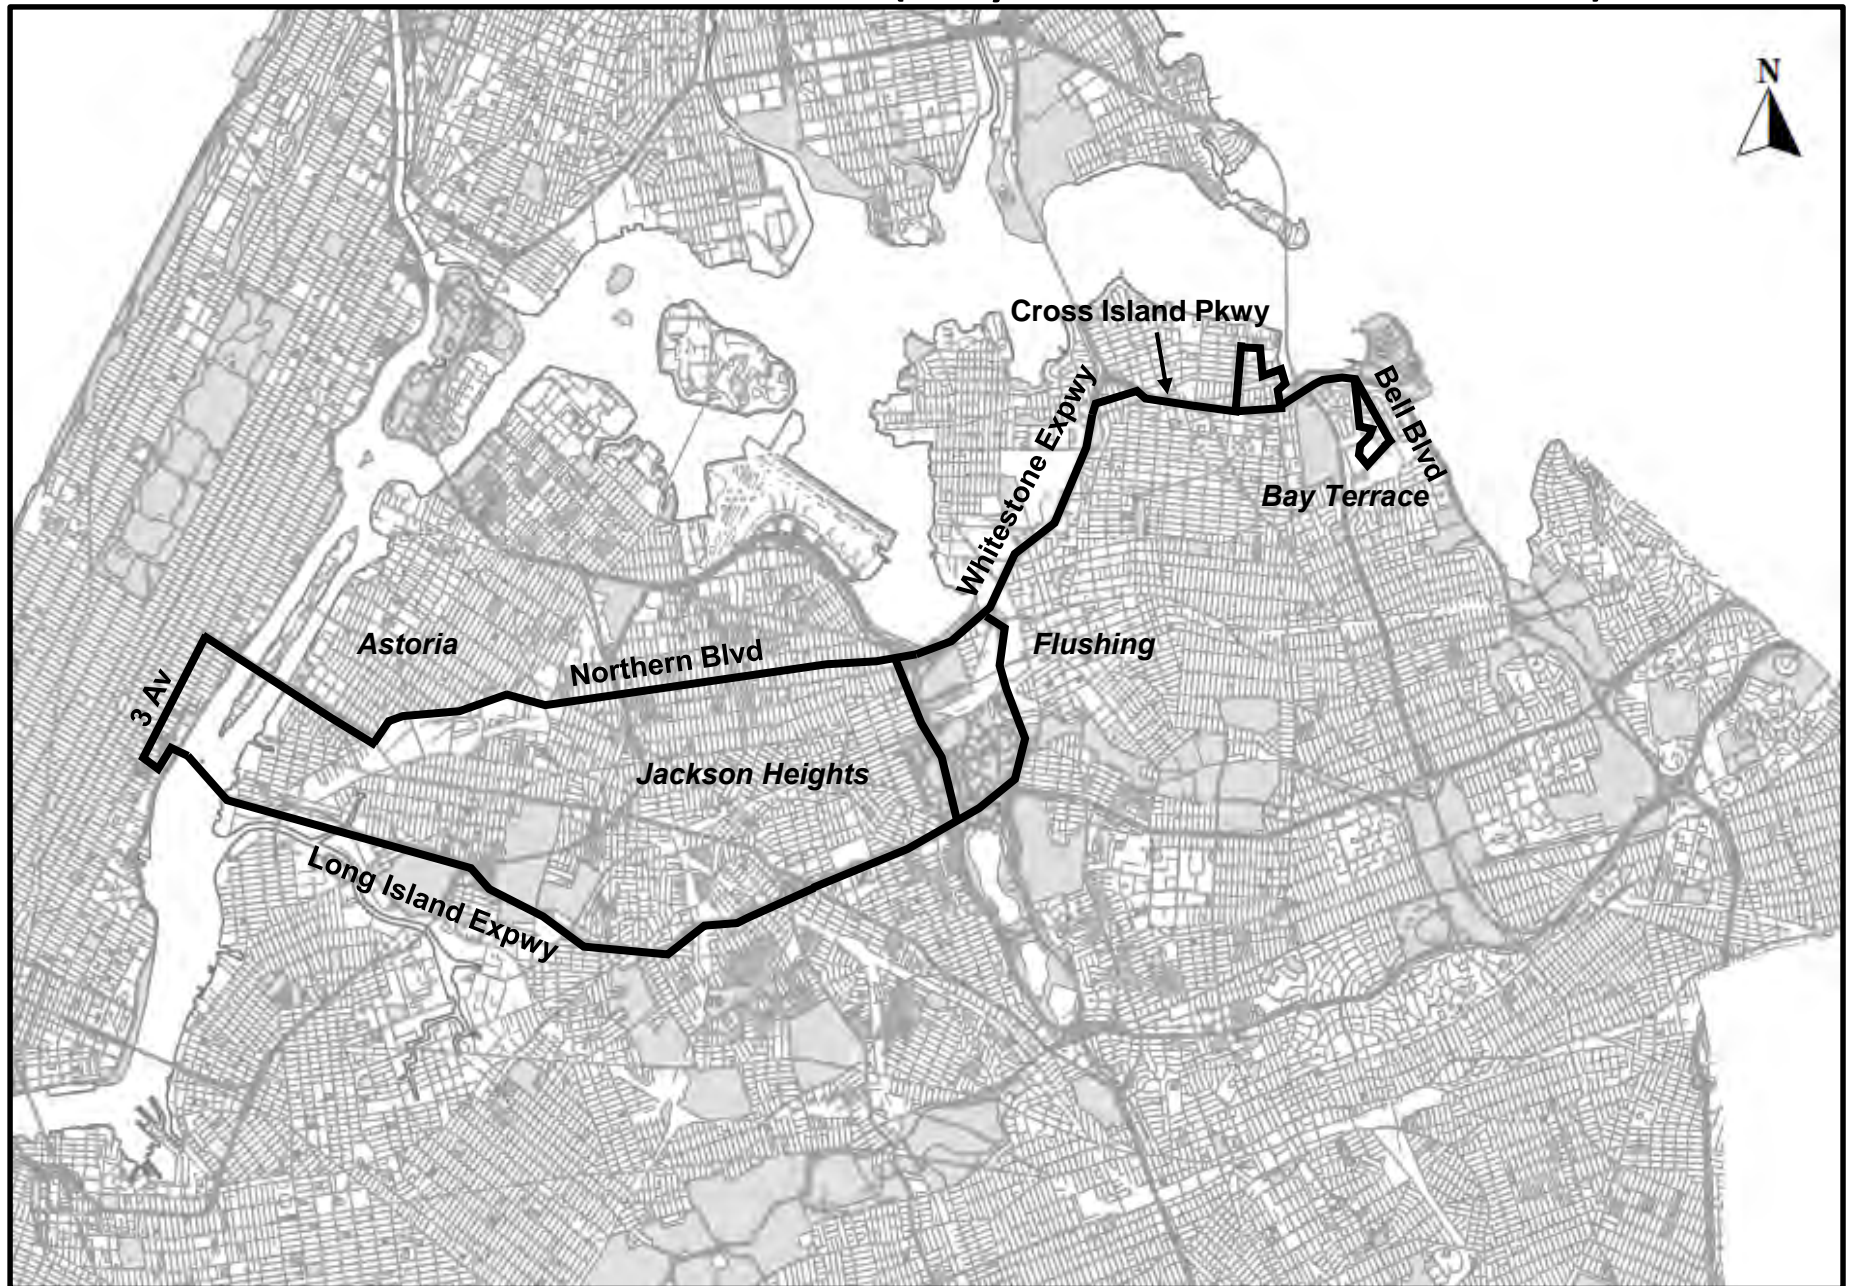 N
Cross Island Pkwy
Bell Blvd
Whitestone Expwy
Bay Terrace
Astoria
Northern Blvd
Flushing
3 Av
Jackson Heights
Long Island Expwy